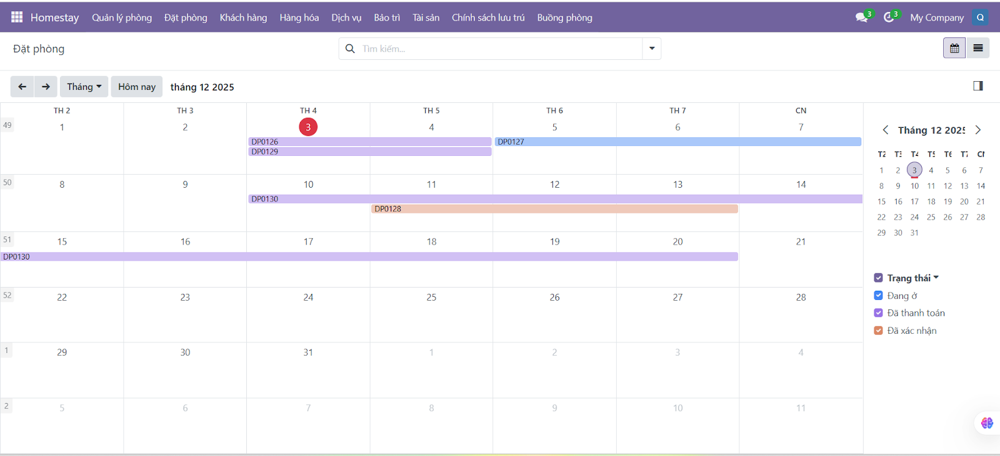 Homestay Quản lý phòng Đặt phòng Khách hàng Hàng hóa Dịch vụ Bảo trì Tài sản Chính sách lưu trú Buồng phòng 3 3 My Company Q
Đặt phòng Tìm kiếm...
Tháng Hôm nay tháng 12 2025
TH 2 TH 3 TH 4 TH 5 TH 6 TH 7 CN
49 1 2 3 4 5 6 7
DP0126 DP0127
DP0129
50 8 9 10 11 12 13 14
DP0130
DP0128
51 15 16 17 18 19 20 21
DP0130
52 22 23 24 25 26 27 28
1 29 30 31 1 2 3 4
2 5 6 7 8 9 10 11
Tháng 12 2025
T2 T3 T4 T5 T6 T7 CN
1 2 3 4 5 6 7
8 9 10 11 12 13 14
15 16 17 18 19 20 21
22 23 24 25 26 27 28
29 30 31
Trạng thái
Đang ở
Đã thanh toán
Đã xác nhận